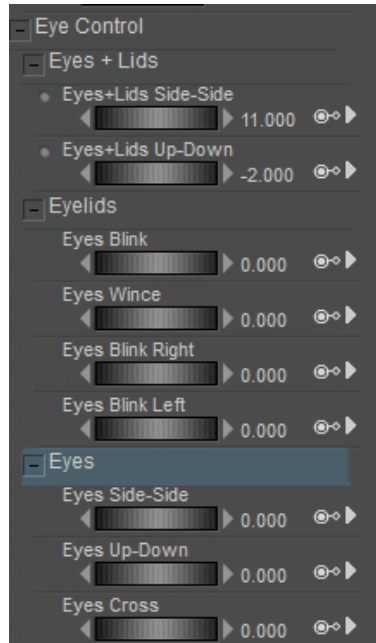 Eye Control
Eyes + Lids
Eyes+Lids Side-Side
11.000
Eyes+Lids Up-Down
-2.000
Eyelids
Eyes Blink
0.000
Eyes Wince
0.000
Eyes Blink Right
0.000
Eyes Blink Left
0.000
Eyes
Eyes Side-Side
0.000
Eyes Up-Down
0.000
Eyes Cross
0.000